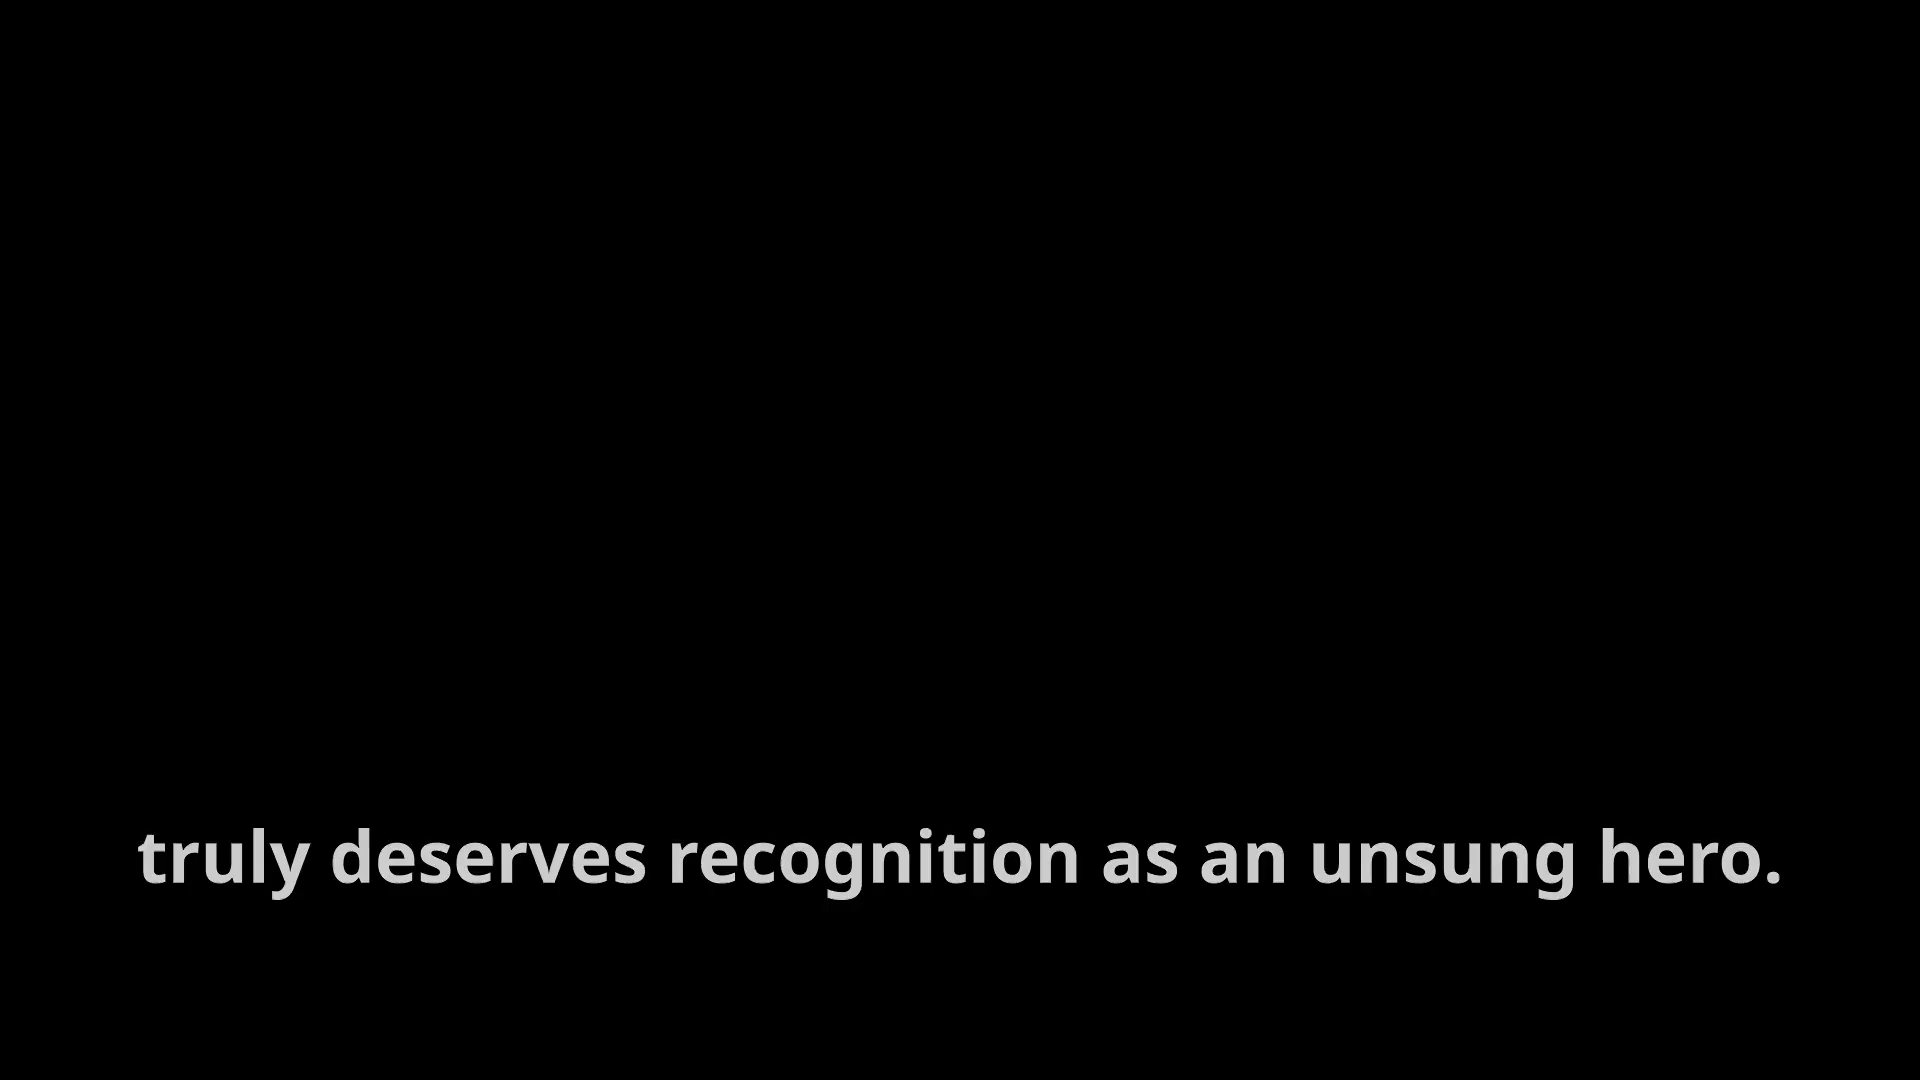 truly deserves recognition as an unsung hero.